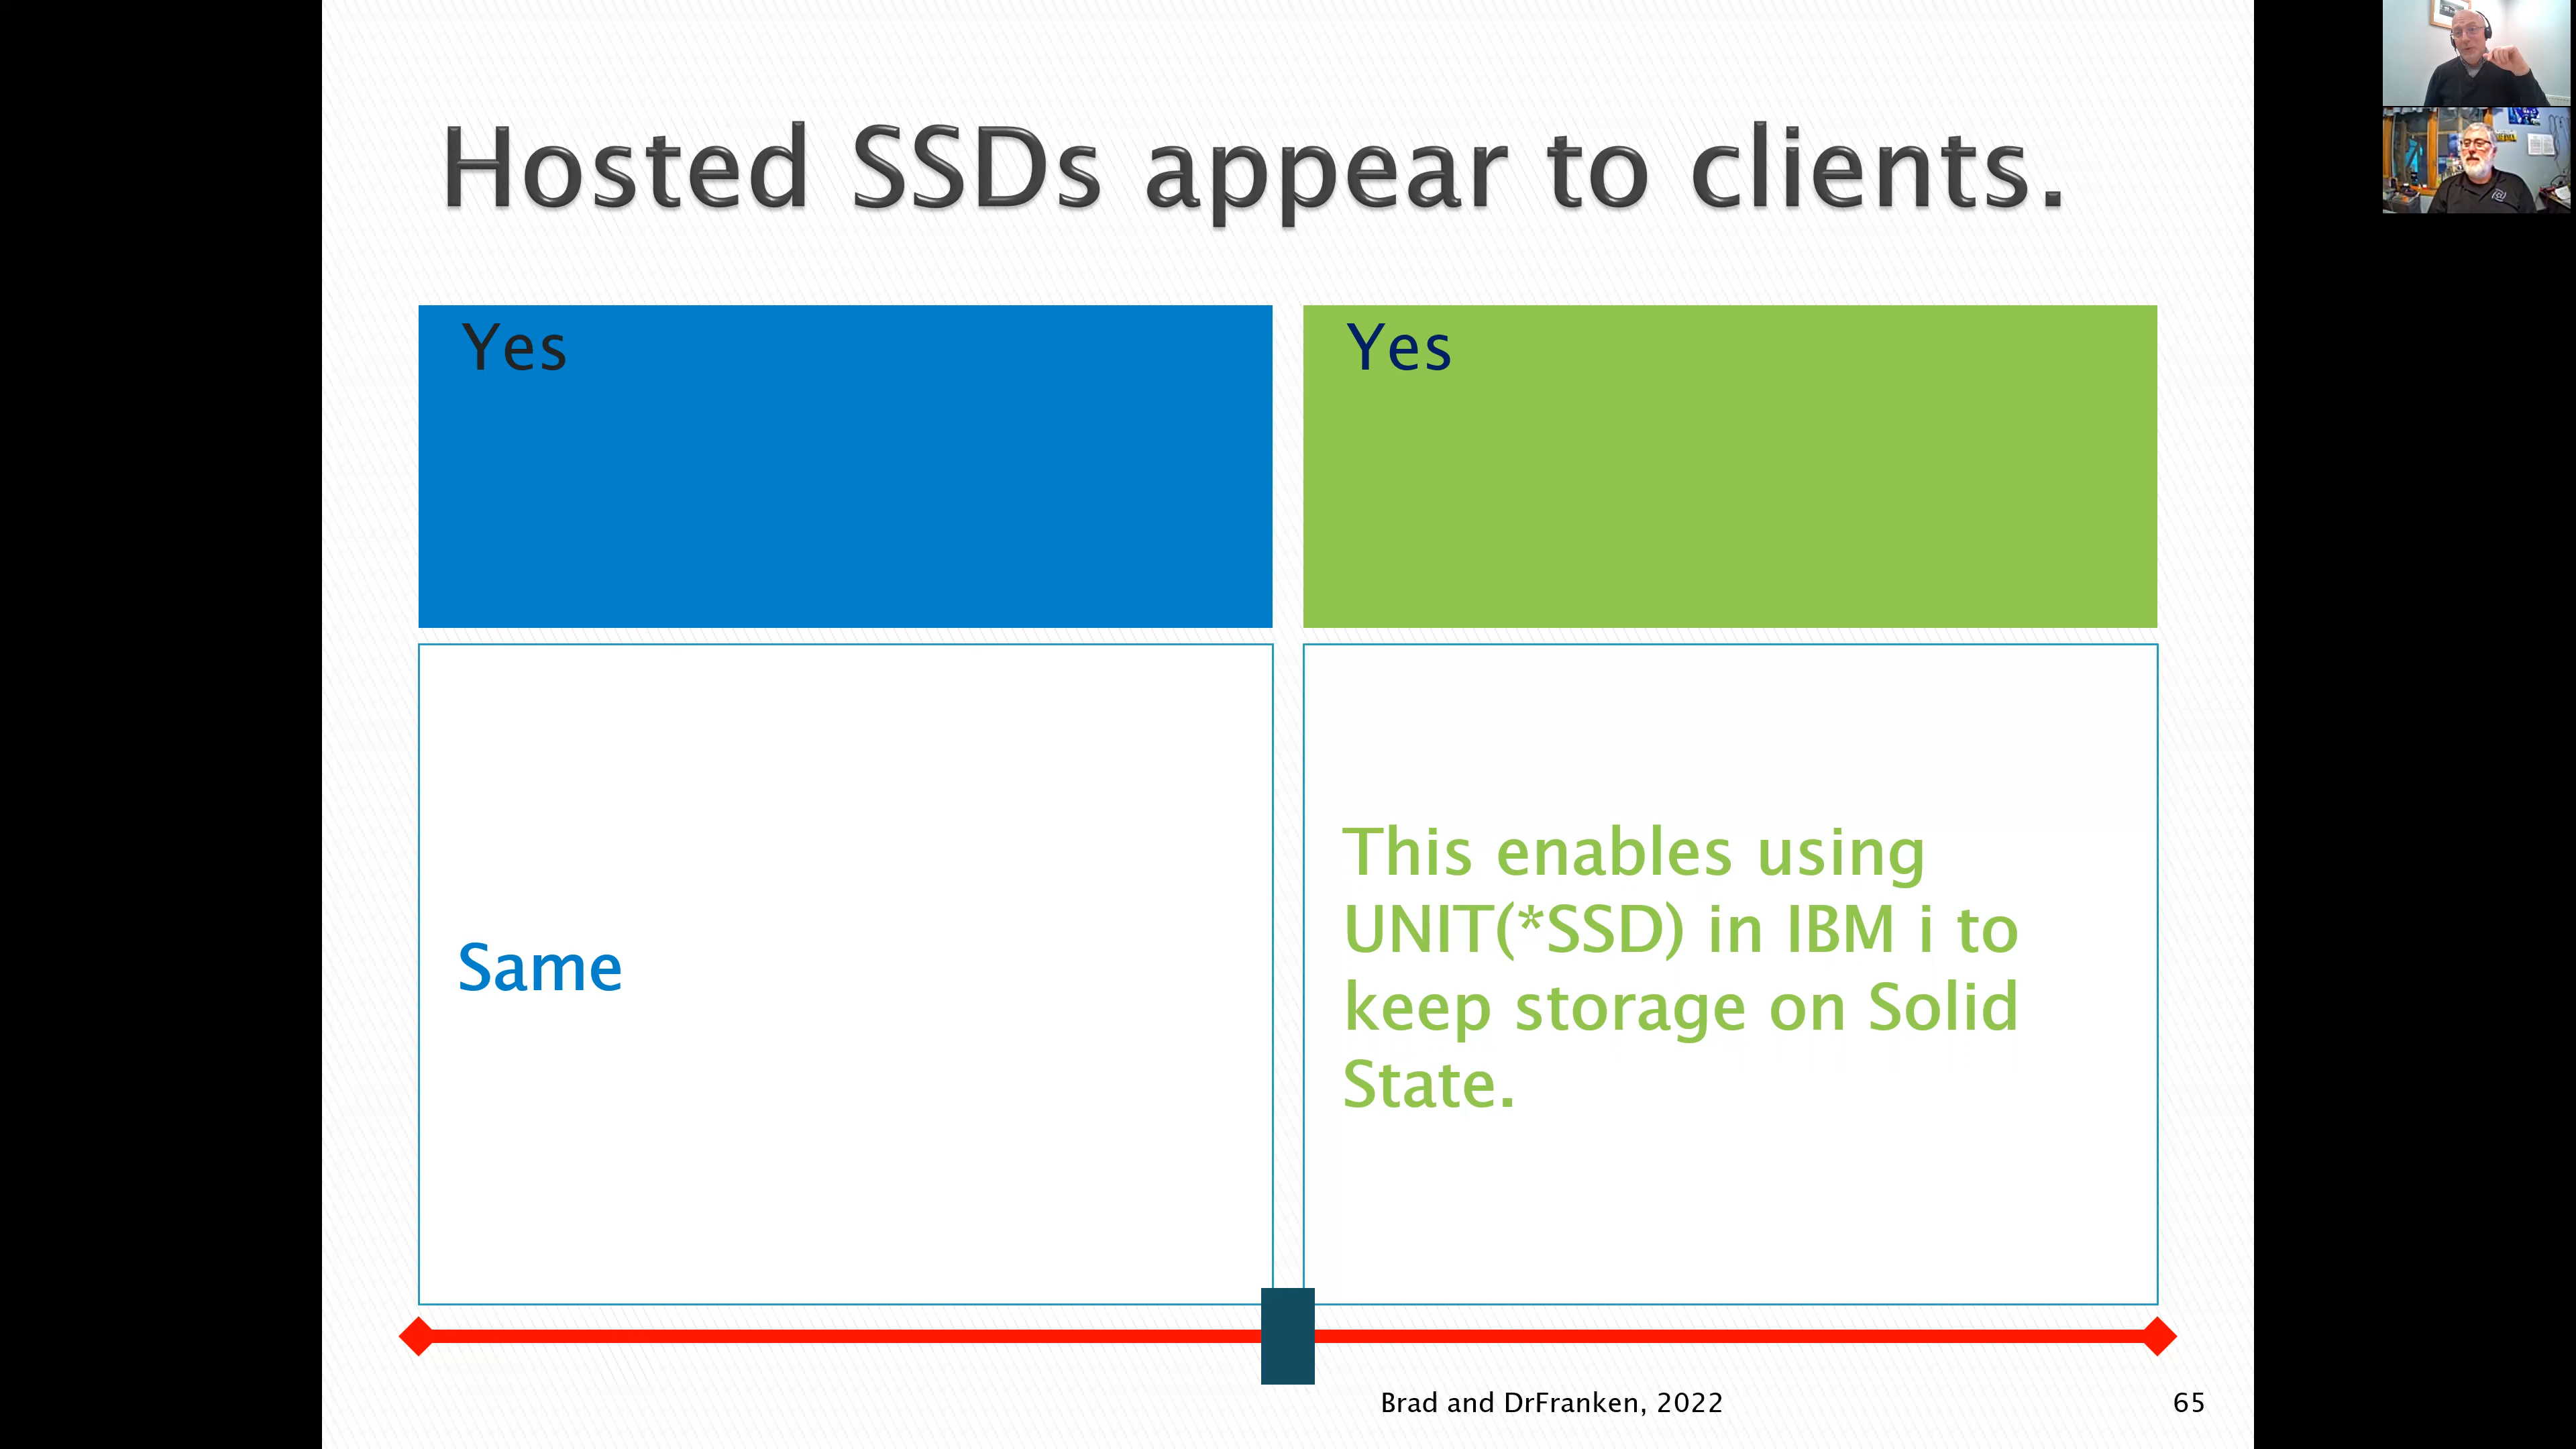 Hosted SSDs appear to clients.
Yes
Yes
Same
This enables using
UNIT(*SSD) in IBM i to
keep storage on Solid
State.
Brad and DrFranken, 2022
65